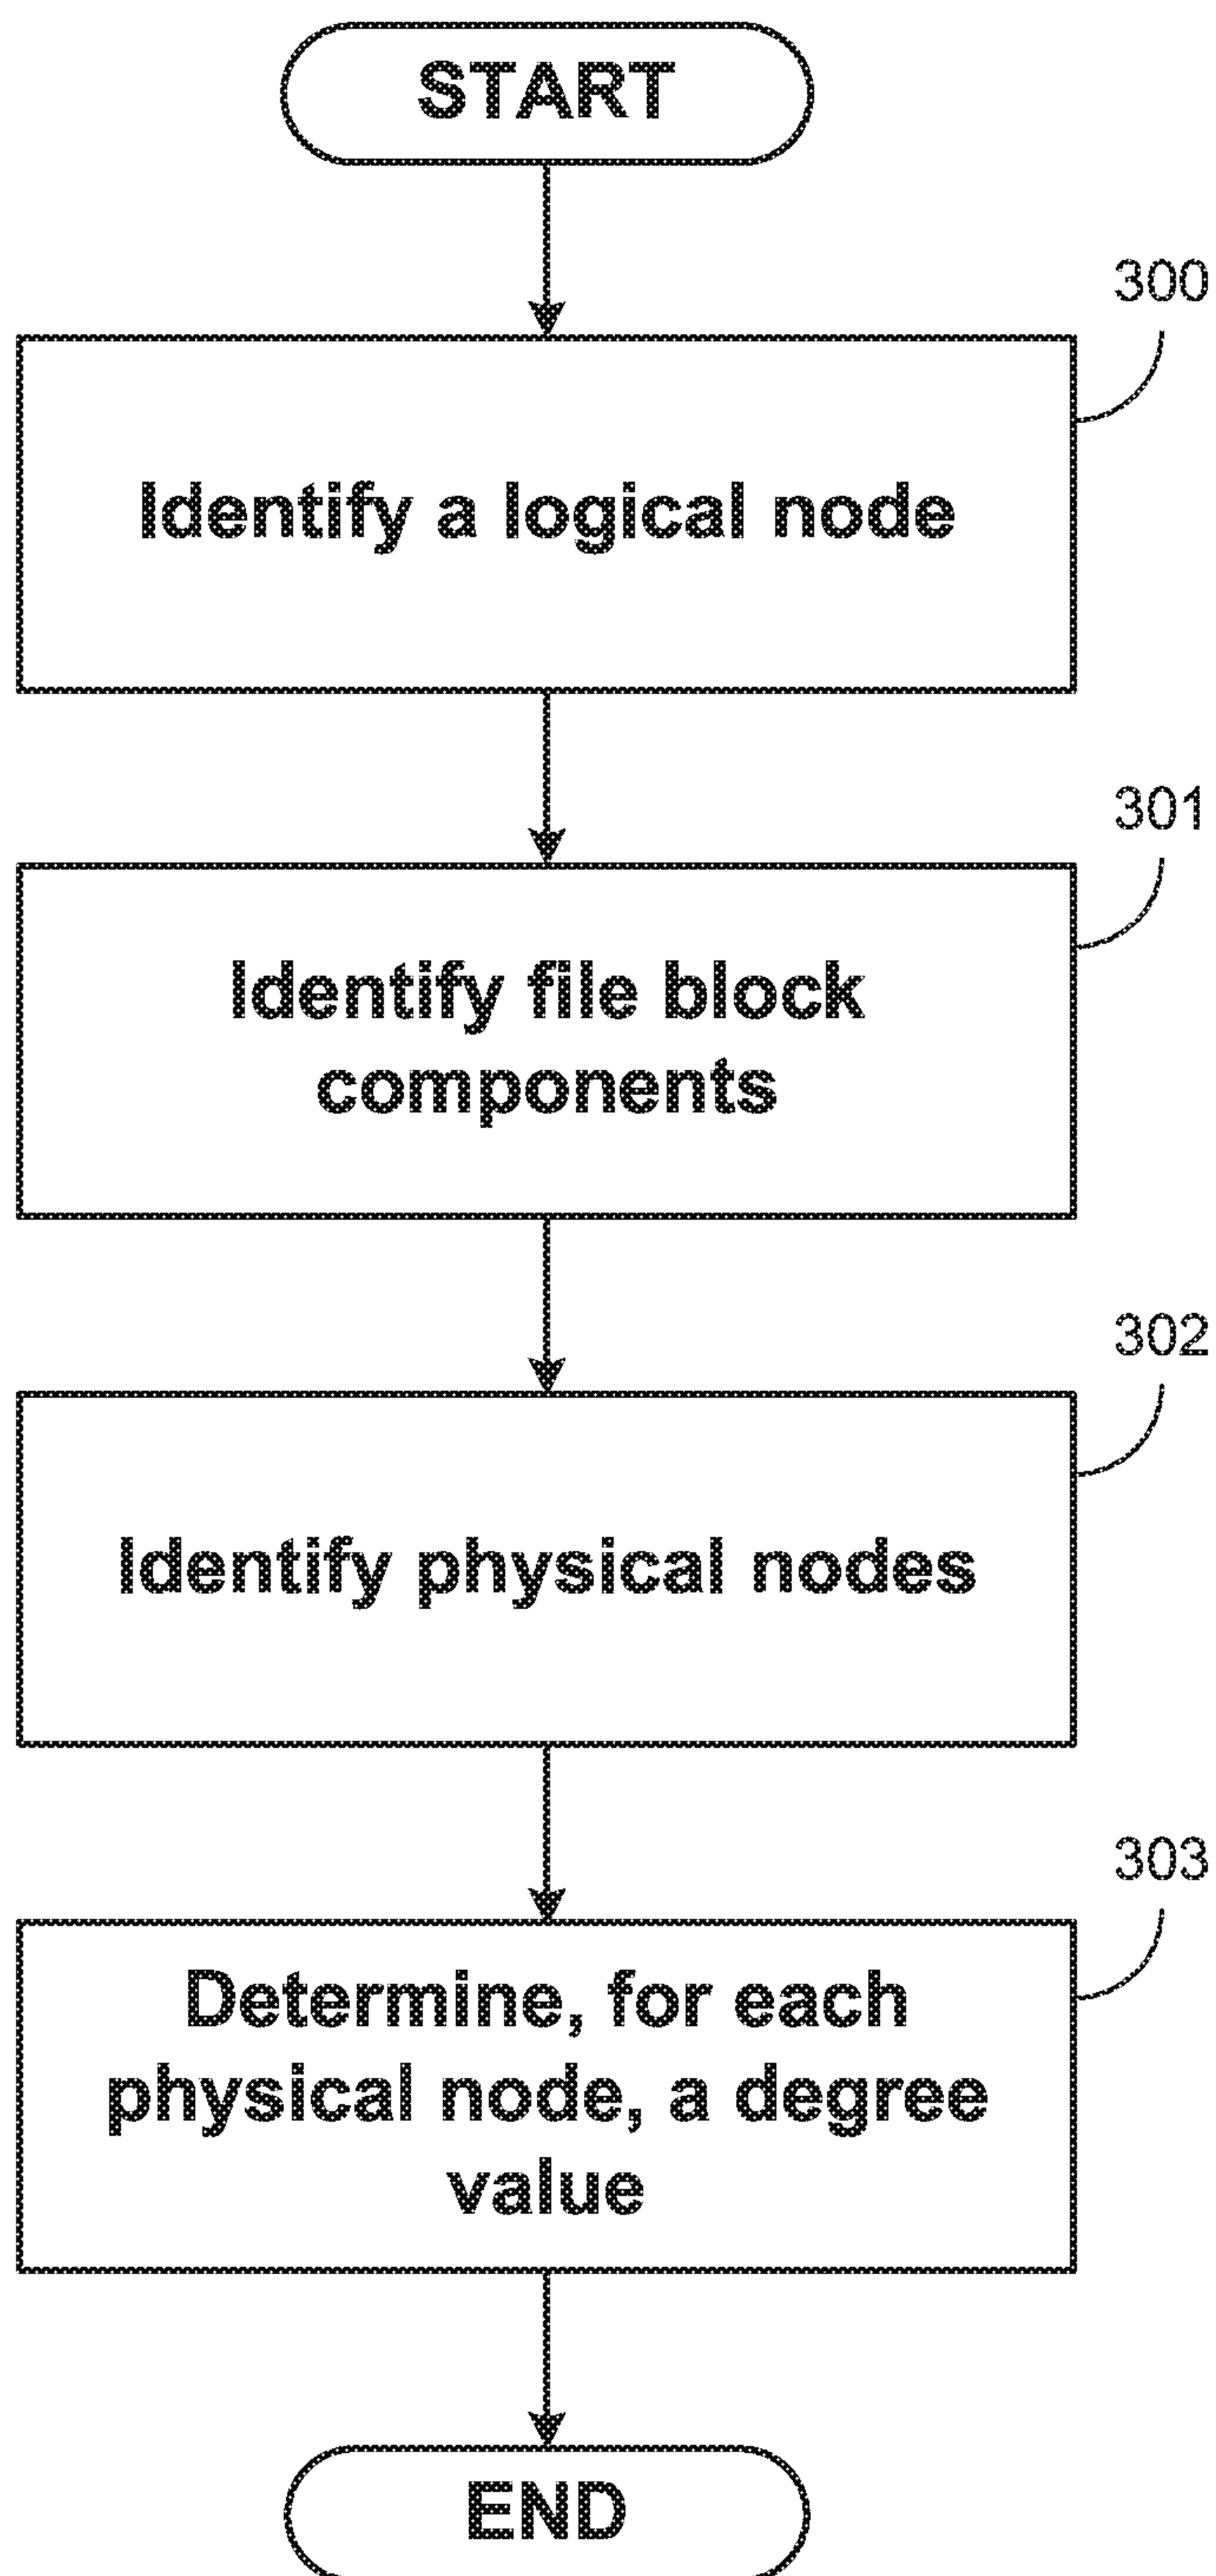 START
300
Identify a logical node
301
Identify file block
components
302
Identify physical nodes
303
Determine, for each
physical node, a degree
value
END